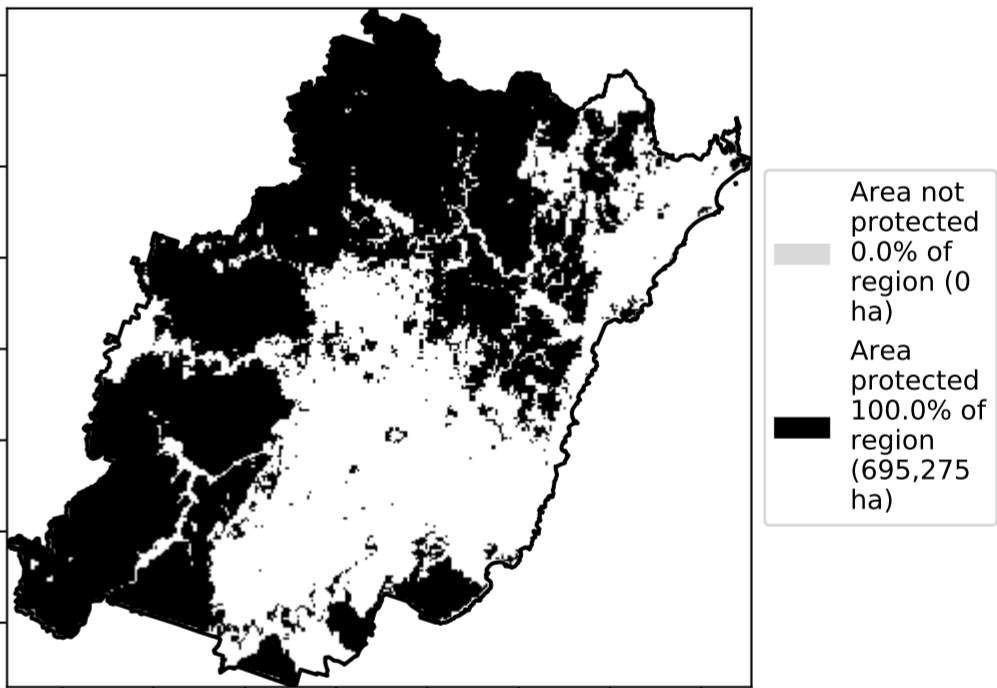 Area not
protected
0.0% of
region (0
ha)
Area
protected
100.0% of
region
(695,275
ha)